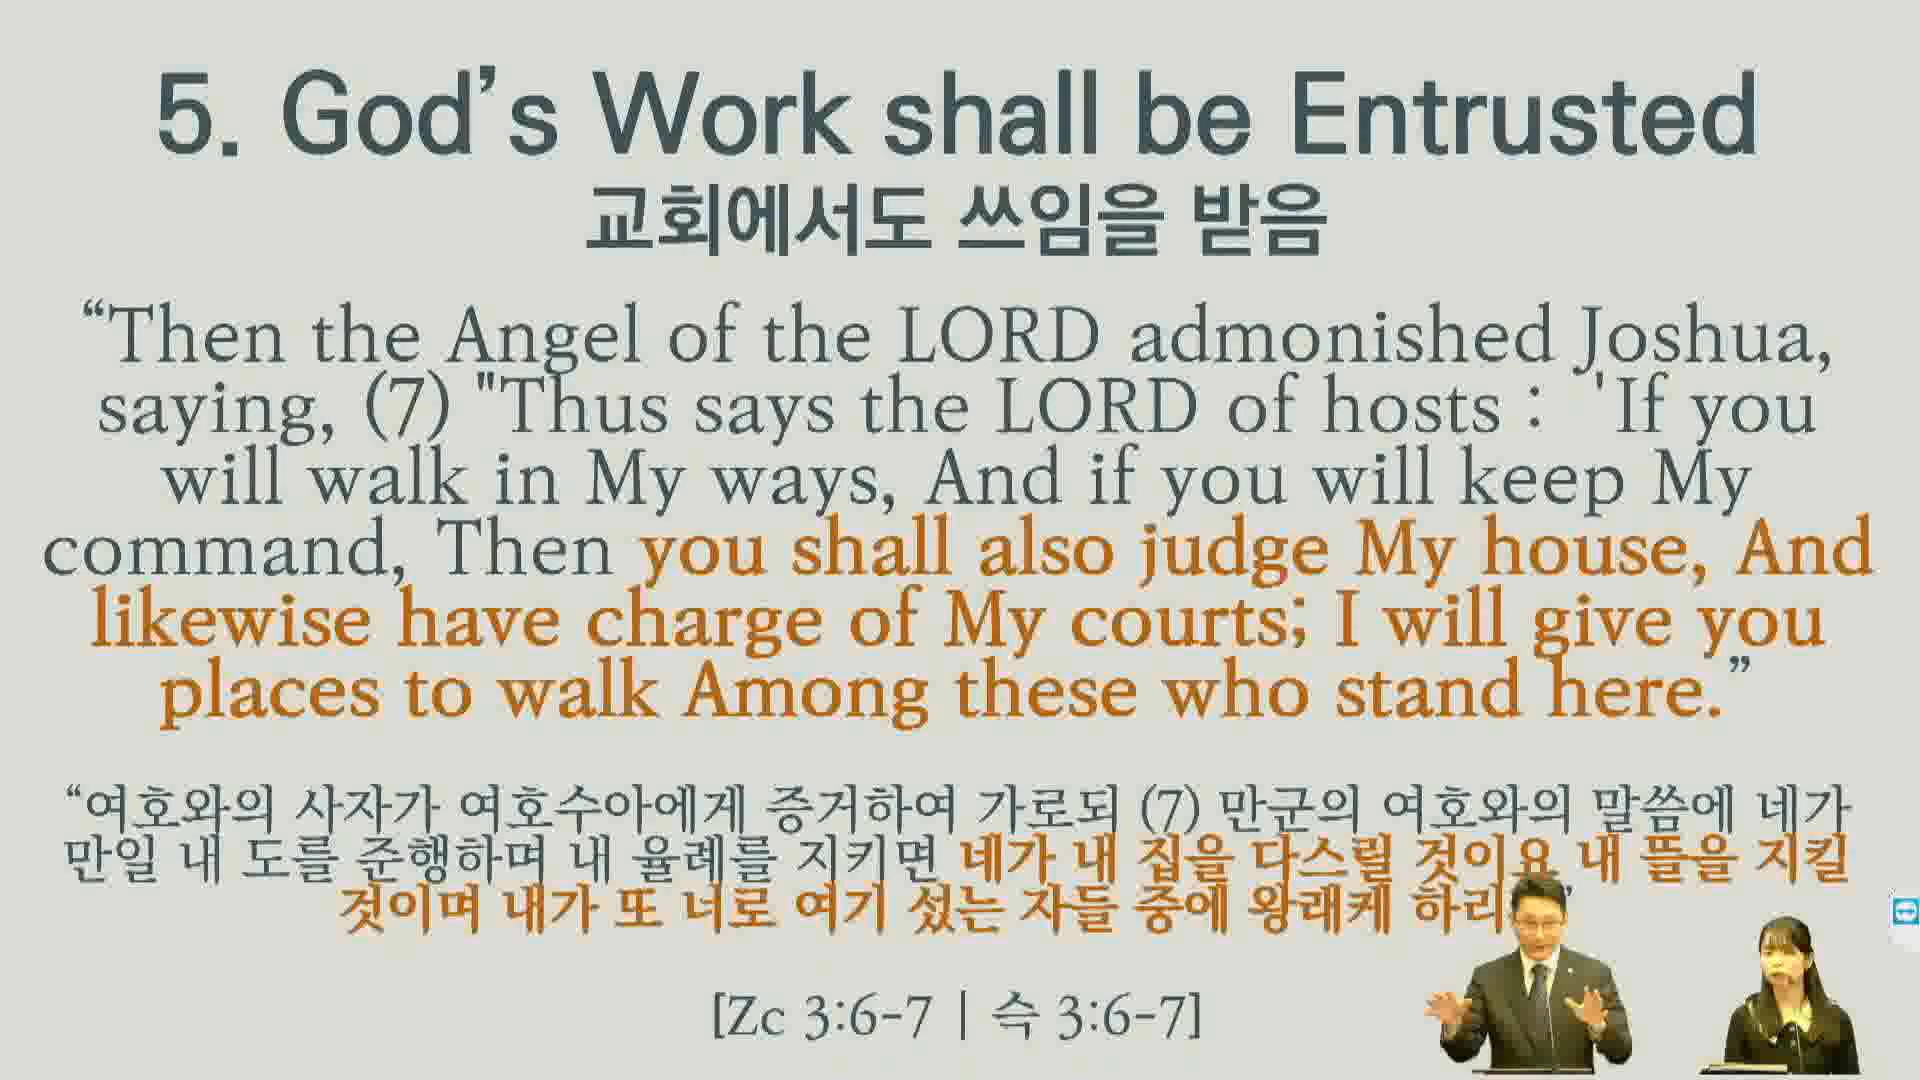 5. God’s Work shall be Entrusted
교회에서도 쓰임을 받음
“Then the Angel of the LORD admonished Joshua,
saying, (7) "Thus says the LORD of hosts : 'If you
will walk in My ways, And if you will keep My
command, Then you shall also judge My house, And
likewise have charge of My courts; I will give you
places to walk Among these who stand here.”
“여호와의 사자가 여호수아에게 증거하여 가로되 (7) 만군의 여호와의 말씀에 네가
만일 내 도를 준행하며 내 율례를 지키면 네가 내 집을 다스릴 것이요 내 뜰을 지킬
것이며 내가 또 너로 여기 섰는 자들 중에 왕래케 하리”
[Zc 3:6-7 | 슥 3:6-7]